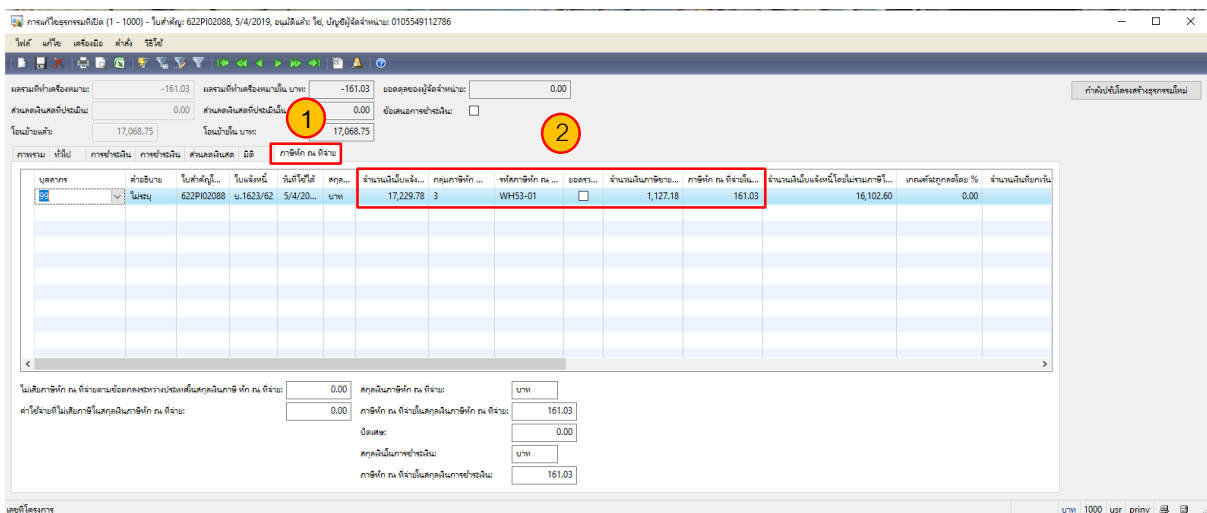 การแก้ไขธุรกรรมที่เปิด (1 - 1000) - ใบสำคัญ: 622PI02088, 5/4/2019, อนุมัติแล้ว: ใช่, บัญชีผู้จัดจำหน่าย: 0105549112786
ไฟล์ แก้ไข เครื่องมือ คำสั่ง วิธีใช้
ผลรวมที่ทำเครื่องหมาย: -161.03 ผลรวมที่ทำเครื่องหมายใน บาท: -161.03 ยอดดุลของผู้จัดจำหน่าย: 0.00 กำลังปรับโครงสร้างธุรกรรมใหม่
ส่วนลดเงินสดที่ประเมิน: 0.00 ส่วนลดเงินสดที่ประเมินใน 0.00 ข้อเสนอการชำระเงิน:
โอนย้ายแล้ว: 17,068.75 โอนย้ายใน บาท: 17,068.75
1
2
ภาพรวม ทั่วไป การชำระเงิน การชำระเงิน ส่วนลดเงินสด มิติ ภาษีหัก ณ ที่จ่าย
บุคลากร คำอธิบาย ใบสำคัญใ... ใบแจ้งหนี้ วันที่ใช้ได้ สกุล... จำนวนเงินใบแจ้ง... กลุ่มภาษีหัก ... รหัสภาษีหัก ณ ... ยอดรว... จำนวนเงินภาษีขาย... ภาษีหัก ณ ที่จ่ายใน... จำนวนเงินใบแจ้งหนี้โดยไม่รวมภาษีใ... เกณฑ์จะถูกลดโดย % จำนวนเงินที่ยกเว้น
99 ไม่ระบุ 622PI02088 บ.1623/62 5/4/20... บาท 17,229.78 3 WH53-01 1,127.18 161.03 16,102.60 0.00
ไม่เสียภาษีหัก ณ ที่จ่ายตามข้อตกลงระหว่างประเทศในสกุลเงินภาษี หัก ณ ที่จ่าย: 0.00 สกุลเงินภาษีหัก ณ ที่จ่าย: บาท
ค่าใช้จ่ายที่ไม่เสียภาษีในสกุลเงินภาษีหัก ณ ที่จ่าย: 0.00 ภาษีหัก ณ ที่จ่ายในสกุลเงินภาษีหัก ณ ที่จ่าย: 161.03
ปัดเศษ: 0.00
สกุลเงินในการชำระเงิน: บาท
ภาษีหัก ณ ที่จ่ายในสกุลเงินการชำระเงิน: 161.03
เลขที่โครงการ บาท 1000 usr priny